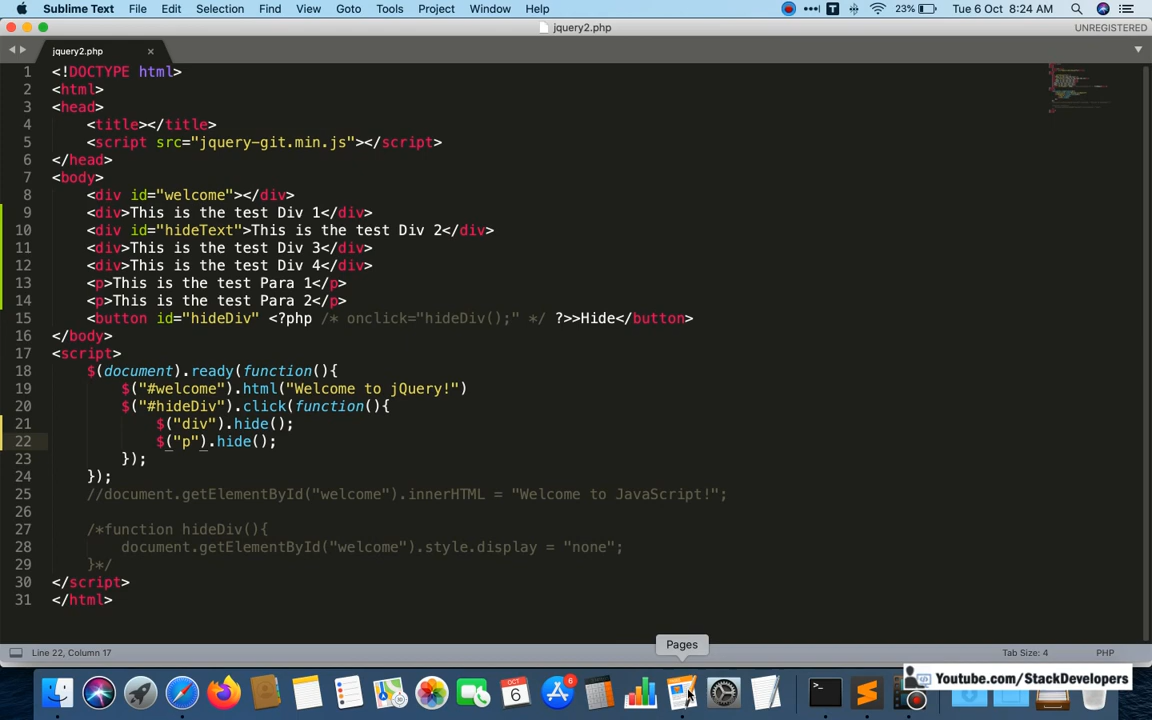 Sublime Text File Edit Selection Find View Goto Tools Project Window Help 23% Tue 6 Oct 8:24 AM
jquery2.php UNREGISTERED
jquery2.php ×
1 <!DOCTYPE html>
2 <html>
3 <head>
4 <title></title>
5 <script src="jquery-git.min.js"></script>
6 </head>
7 <body>
8 <div id="welcome"></div>
9 <div>This is the test Div 1</div>
10 <div id="hideText">This is the test Div 2</div>
11 <div>This is the test Div 3</div>
12 <div>This is the test Div 4</div>
13 <p>This is the test Para 1</p>
14 <p>This is the test Para 2</p>
15 <button id="hideDiv" <?php /* onclick="hideDiv();" */ ?>>Hide</button>
16 </body>
17 <script>
18 $(document).ready(function(){
19 $("#welcome").html("Welcome to jQuery!")
20 $("#hideDiv").click(function(){
21 $("div").hide();
22 $("p").hide();
23 });
24 });
25 //document.getElementById("welcome").innerHTML = "Welcome to JavaScript!";
26
27 /*function hideDiv(){
28 document.getElementById("welcome").style.display = "none";
29 }*/
30 </script>
31 </html>
Pages
Line 22, Column 17 Tab Size: 4 PHP
OCT
6
6
Youtube.com/StackDevelopers